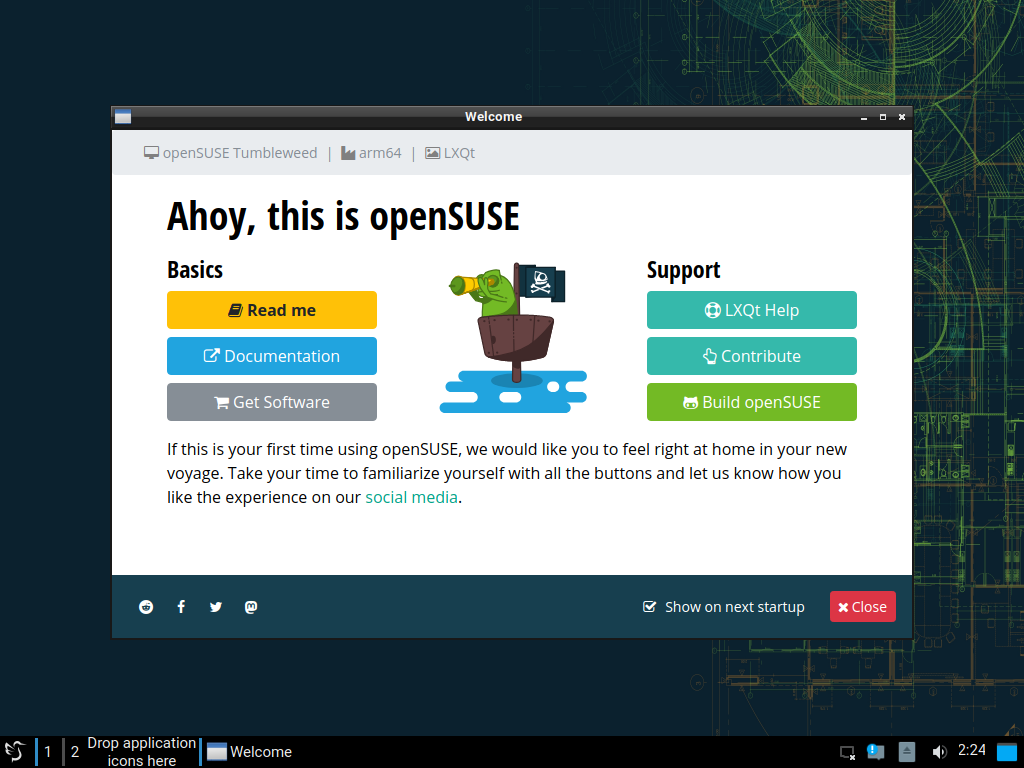 Welcome
openSUSE Tumbleweed | arm64 | LXQt
Ahoy, this is openSUSE
Basics
Read me
Documentation
Get Software
Support
LXQt Help
Contribute
Build openSUSE
If this is your first time using openSUSE, we would like you to feel right at home in your new
voyage. Take your time to familiarize yourself with all the buttons and let us know how you
like the experience on our social media.
Show on next startup
Close
1
2
Drop application
icons here
Welcome
2:24